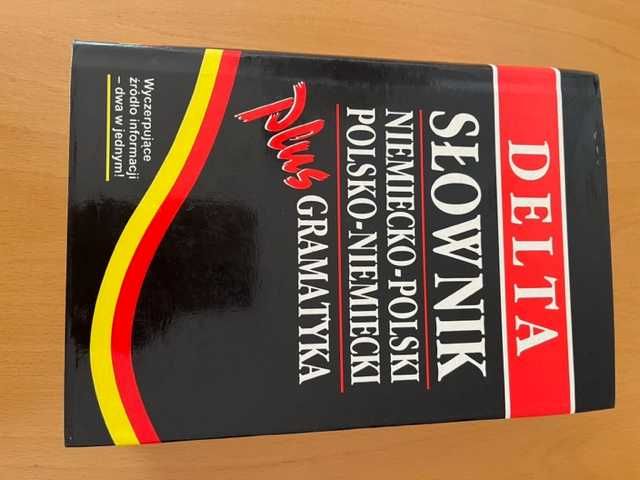 DELTA
SŁOWNIK
NIEMIECKO-POLSKI
POLSKO-NIEMIECKI
plus GRAMATYKA
Wyczerpujące
źródło informacji
– dwa w jednym!